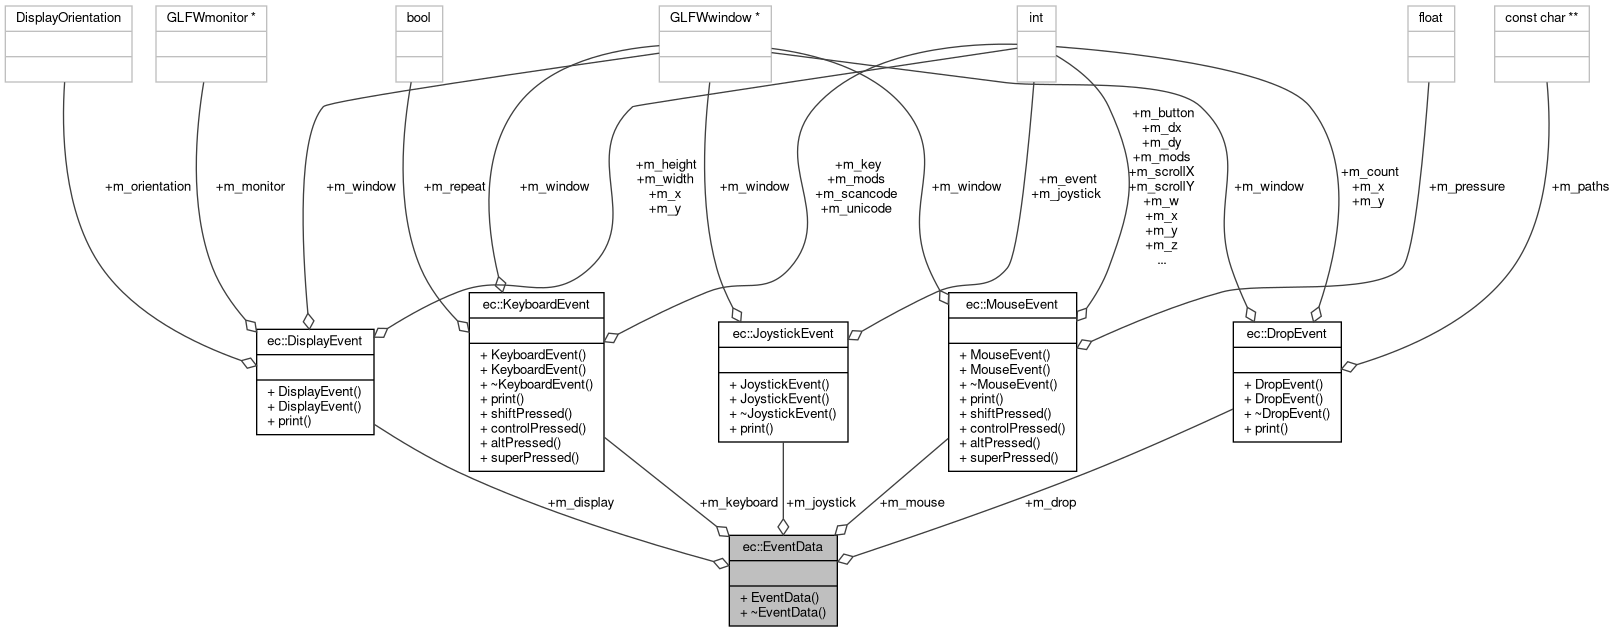 DisplayOrientation
GLFWmonitor *
bool
GLFWwindow *
int
float
const char **
+m_orientation
+m_monitor
+m_window
+m_repeat
+m_window
+m_height
+m_width
+m_x
+m_y
+m_window
+m_key
+m_mods
+m_scancode
+m_unicode
+m_window
+m_event
+m_joystick
+m_button
+m_dx
+m_dy
+m_mods
+m_scrollX
+m_scrollY
+m_w
+m_x
+m_y
+m_z
...
+m_window
+m_count
+m_x
+m_y
+m_pressure
+m_paths
ec::DisplayEvent
+ DisplayEvent()
+ DisplayEvent()
+ print()
ec::KeyboardEvent
+ KeyboardEvent()
+ KeyboardEvent()
+ ~KeyboardEvent()
+ print()
+ shiftPressed()
+ controlPressed()
+ altPressed()
+ superPressed()
ec::JoystickEvent
+ JoystickEvent()
+ JoystickEvent()
+ ~JoystickEvent()
+ print()
ec::MouseEvent
+ MouseEvent()
+ MouseEvent()
+ ~MouseEvent()
+ print()
+ shiftPressed()
+ controlPressed()
+ altPressed()
+ superPressed()
ec::DropEvent
+ DropEvent()
+ DropEvent()
+ ~DropEvent()
+ print()
+m_display
+m_keyboard
+m_joystick
+m_mouse
+m_drop
ec::EventData
+ EventData()
+ ~EventData()